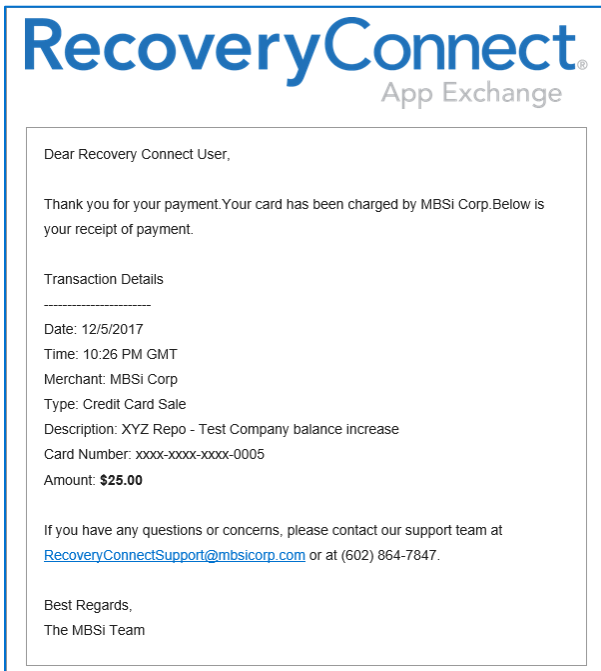 RecoveryConnect®
App Exchange
Dear Recovery Connect User,
Thank you for your payment.Your card has been charged by MBSi Corp.Below is
your receipt of payment.
Transaction Details
-----------------------
Date: 12/5/2017
Time: 10:26 PM GMT
Merchant: MBSi Corp
Type: Credit Card Sale
Description: XYZ Repo - Test Company balance increase
Card Number: xxxx-xxxx-xxxx-0005
Amount: $25.00
If you have any questions or concerns, please contact our support team at
RecoveryConnectSupport@mbsicorp.com or at (602) 864-7847.
Best Regards,
The MBSi Team